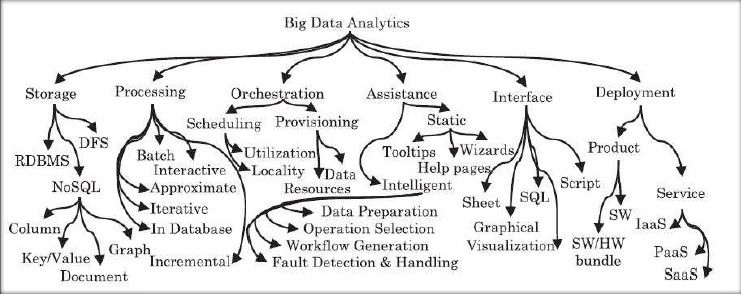 Big Data Analytics
Storage
Processing
Orchestration
Assistance
Interface
Deployment
RDBMS
DFS
NoSQL
Column
Key/Value
Document
Graph
Batch
Interactive
Approximate
Iterative
In Database
Incremental
Scheduling
Provisioning
Utilization
Locality
Data
Resources
Static
Tooltips
Wizards
Help pages
Intelligent
Data Preparation
Operation Selection
Workflow Generation
Fault Detection & Handling
Sheet
Graphical
Visualization
SQL
Script
Product
SW
SW/HW
bundle
Service
IaaS
PaaS
SaaS